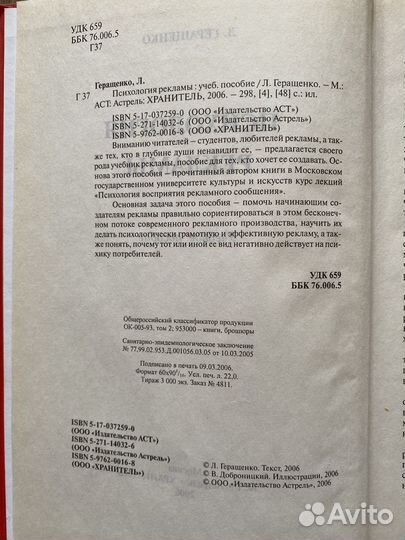 УДК 659
ББК 76.006.5
Г37
Л. ГЕРАЩЕНКО
Геращенко, Л.
Г 37 Психология рекламы : учеб. пособие / Л. Геращенко. – М.:
АСТ: Астрель: ХРАНИТЕЛЬ, 2006. – 298, [4], [48] с.: ил.
ISBN 5-17-037259-0 (ООО «Издательство АСТ»)
ISBN 5-271-14032-6 (ООО «Издательство Астрель»)
ISBN 5-9762-0016-8 (ООО «ХРАНИТЕЛЬ»)
Вниманию читателей – студентов, любителей рекламы, а так-
же тех, кто в глубине души ненавидит ее, – предлагается своего
рода учебник рекламы, пособие для тех, кто хочет ее создавать. Ос-
нова этого пособия – прочитанный автором книги в Московском
государственном университете культуры и искусств курс лекций
«Психология восприятия рекламного сообщения».
Основная задача этого пособия – помочь начинающим со-
здателям рекламы правильно сориентироваться в этом бесконеч-
ном потоке современного рекламного производства, научить их
делать психологически грамотную и эффективную рекламу, а так-
же понять, почему тот или иной ее вид негативно действует на пси-
хику потребителей.
УДК 659
ББК 76.006.5
Общероссийский классификатор продукции
ОК-005-93, том 2; 953000 – книги, брошюры
Санитарно-эпидемиологическое заключение
№ 77.99.02.953.Д.001056.03.05 от 10.03.2005
Подписано в печать 09.03.2006.
Формат 60х90¹/₁₆. Усл. печ. л. 22,0.
Тираж 3 000 экз. Заказ № 4811.
ISBN 5-17-037259-0
(ООО «Издательство АСТ»)
ISBN 5-271-14032-6
(ООО «Издательство Астрель»)
ISBN 5-9762-0016-8
(ООО «ХРАНИТЕЛЬ»)
© Л. Геращенко. Текст, 2006
© В. Доброницкий. Иллюстрации, 2006
© ООО «Издательство Астрель», 2006
Avito